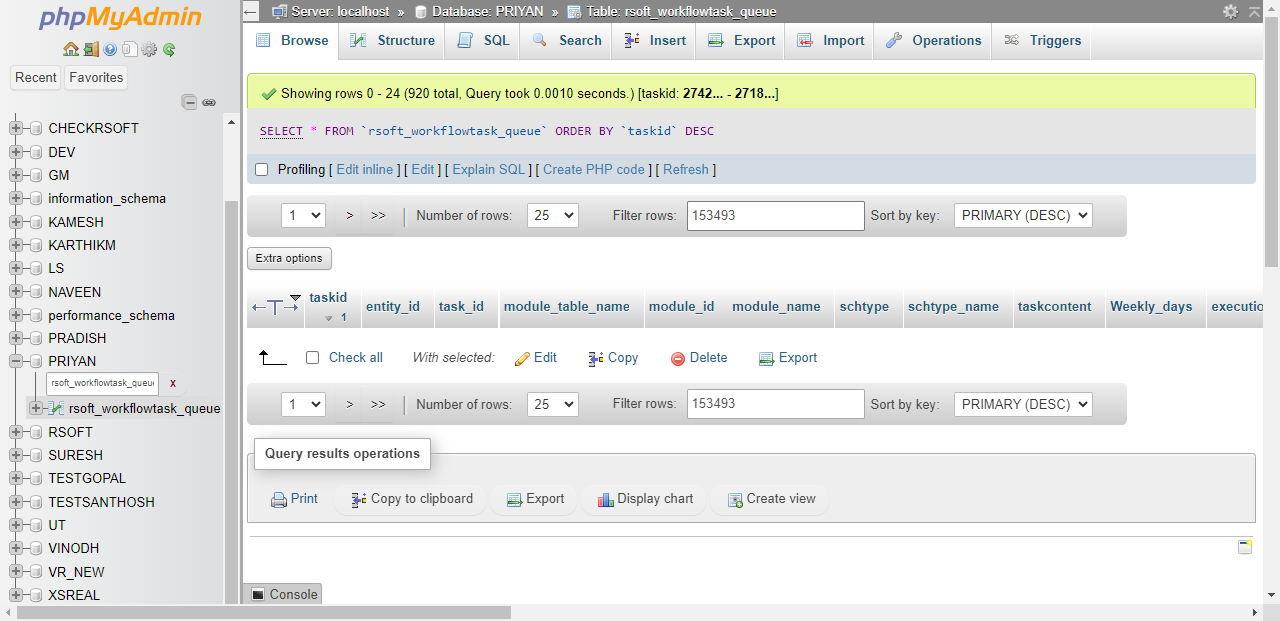 phpMyAdmin
Recent Favorites
CHECKRSOFT
DEV
GM
information_schema
KAMESH
KARTHIKM
LS
NAVEEN
performance_schema
PRADISH
PRIYAN
rsoft_workflowtask_queue X
rsoft_workflowtask_queue
RSOFT
SURESH
TESTGOPAL
TESTSANTHOSH
UT
VINODH
VR_NEW
XSREAL
Server: localhost » Database: PRIYAN » Table: rsoft_workflowtask_queue
Browse Structure SQL Search Insert Export Import Operations Triggers
Showing rows 0 - 24 (920 total, Query took 0.0010 seconds.) [taskid: 2742... - 2718...]
SELECT * FROM `rsoft_workflowtask_queue` ORDER BY `taskid` DESC
Profiling [ Edit inline ] [ Edit ] [ Explain SQL ] [ Create PHP code ] [ Refresh ]
1 > >> | Number of rows: 25 Filter rows: 153493 Sort by key: PRIMARY (DESC)
Extra options
taskid 1 entity_id task_id module_table_name module_id module_name schtype schtype_name taskcontent Weekly_days executio
Check all With selected: Edit Copy Delete Export
1 > >> | Number of rows: 25 Filter rows: 153493 Sort by key: PRIMARY (DESC)
Query results operations
Print Copy to clipboard Export Display chart Create view
Console